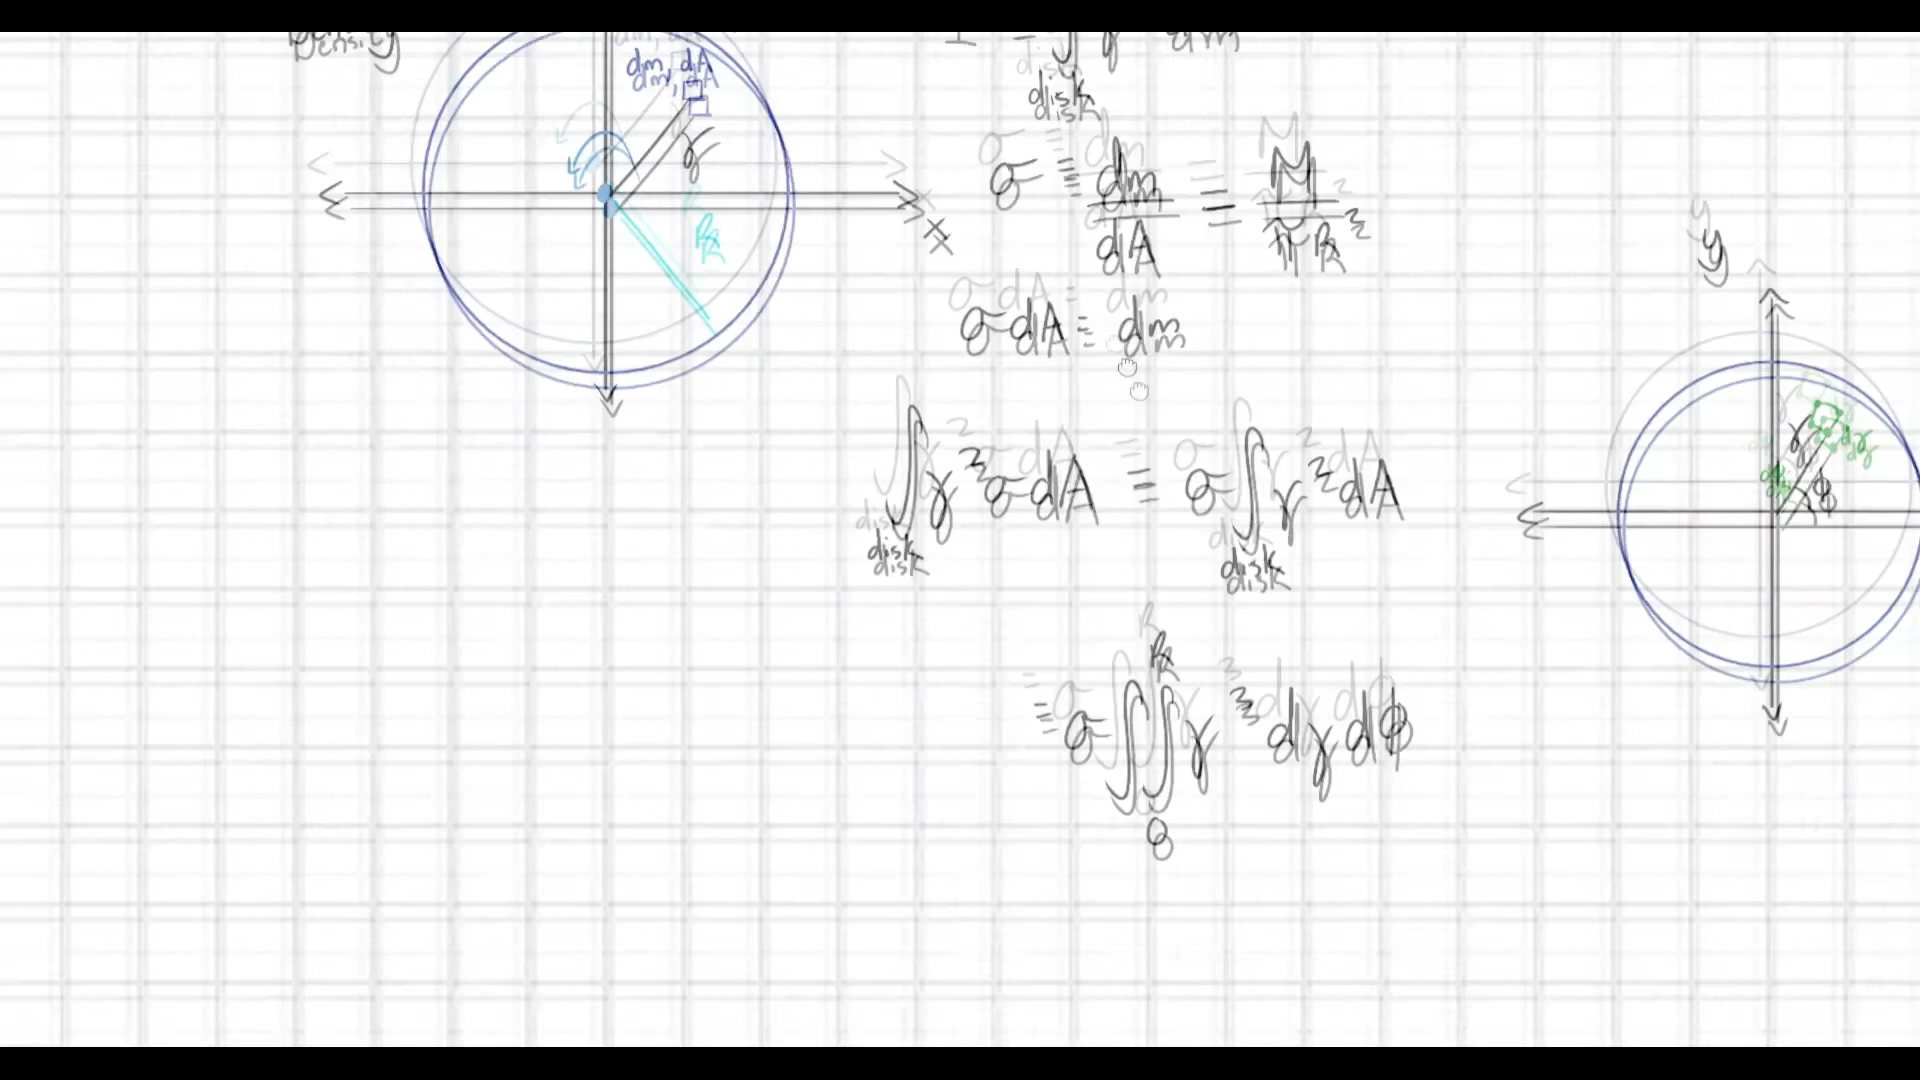 Density
dm, dA
r
R
x
I = ∫ r dm
disk
σ = dm/dA = M/πR²
σ dA = dm
∫ r² σ dA = σ ∫ r² dA
disk disk
R
= σ ∫∫ r³ dr dφ
0
y
r
dr
φ